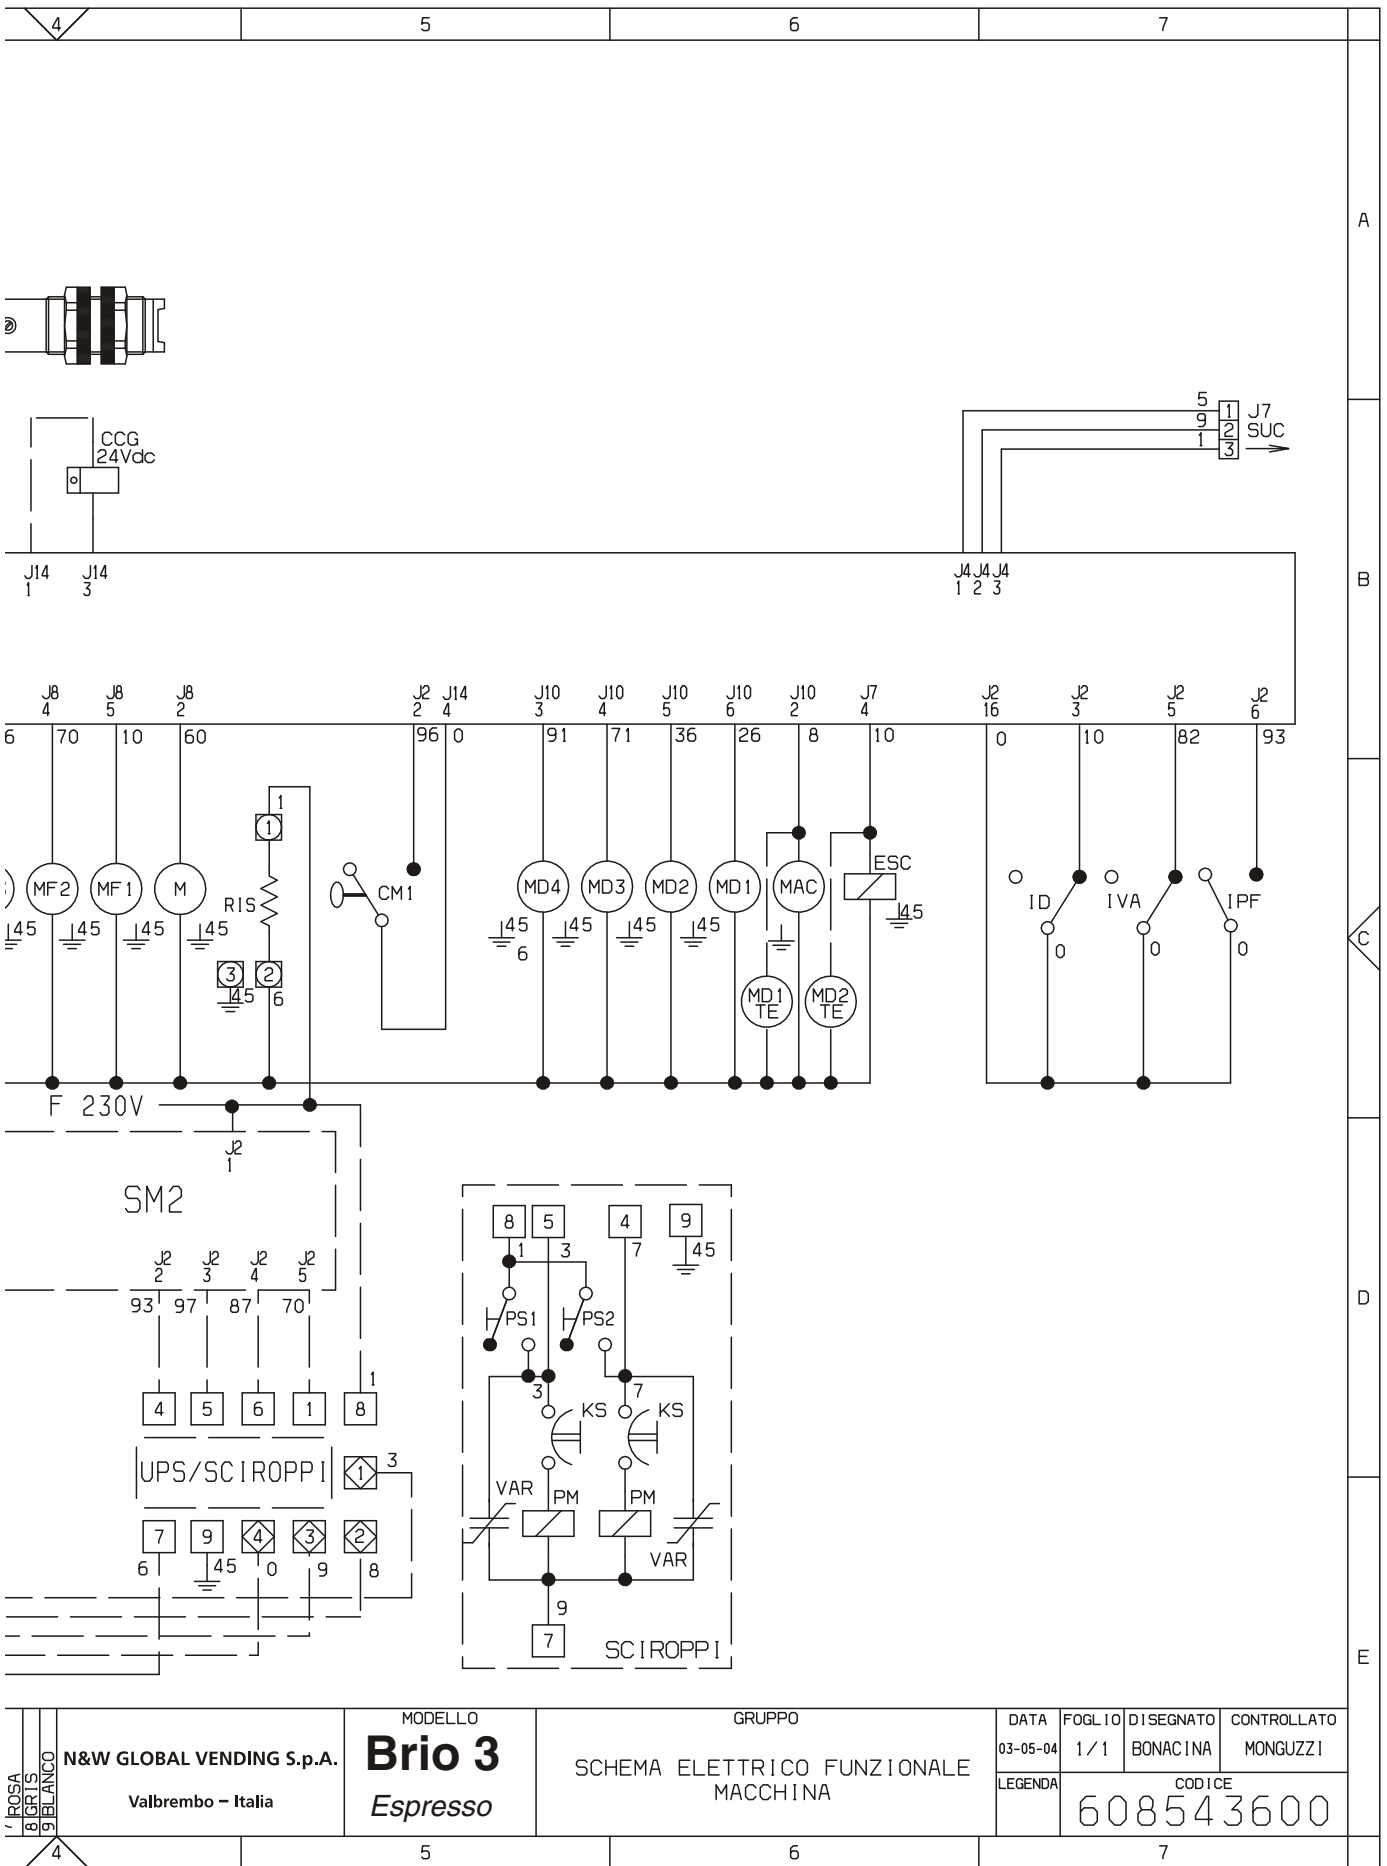 4 5 6 7
A
CCG
24Vdc
5 1 J7
9 2 SUC
1 3
J14 J14 J4 J4 J4
1 3 1 2 3
B
J8 J8 J8 J2 J14 J10 J10 J10 J10 J10 J7 J2 J2 J2 J2
4 5 2 2 4 3 4 5 6 2 4 16 3 5 6
6 70 10 60 96 0 91 71 36 26 8 10 0 10 82 93
1
1
ESC
MF2 MF1 M RIS CM1 MD4 MD3 MD2 MD1 MAC ID IVA IPF
45 45 45 45 45 45 45 45 45
6 0 0 0
C
3 2
45 6
MD1 TE MD2 TE
F 230V
J2
1
SM2
8 5 4 9
1 3 7 45
J2 J2 J2 J2
2 3 4 5
93 97 87 70
PS1 PS2
D
1
4 5 6 1 8
3 7
KS KS
UPS/SCIROPPI 1 3
VAR PM PM
7 9 4 3 2
VAR
6 45 0 9 8
9
7 SCIROPPI
E
ROSA
8 GRIS
9 BLANCO
N&W GLOBAL VENDING S.p.A.
Valbrembo – Italia
MODELLO
Brio 3
Espresso
GRUPPO
SCHEMA ELETTRICO FUNZIONALE
MACCHINA
DATA FOGLIO DISEGNATO CONTROLLATO
03-05-04 1/1 BONACINA MONGUZZI
LEGENDA CODICE
608543600
4 5 6 7